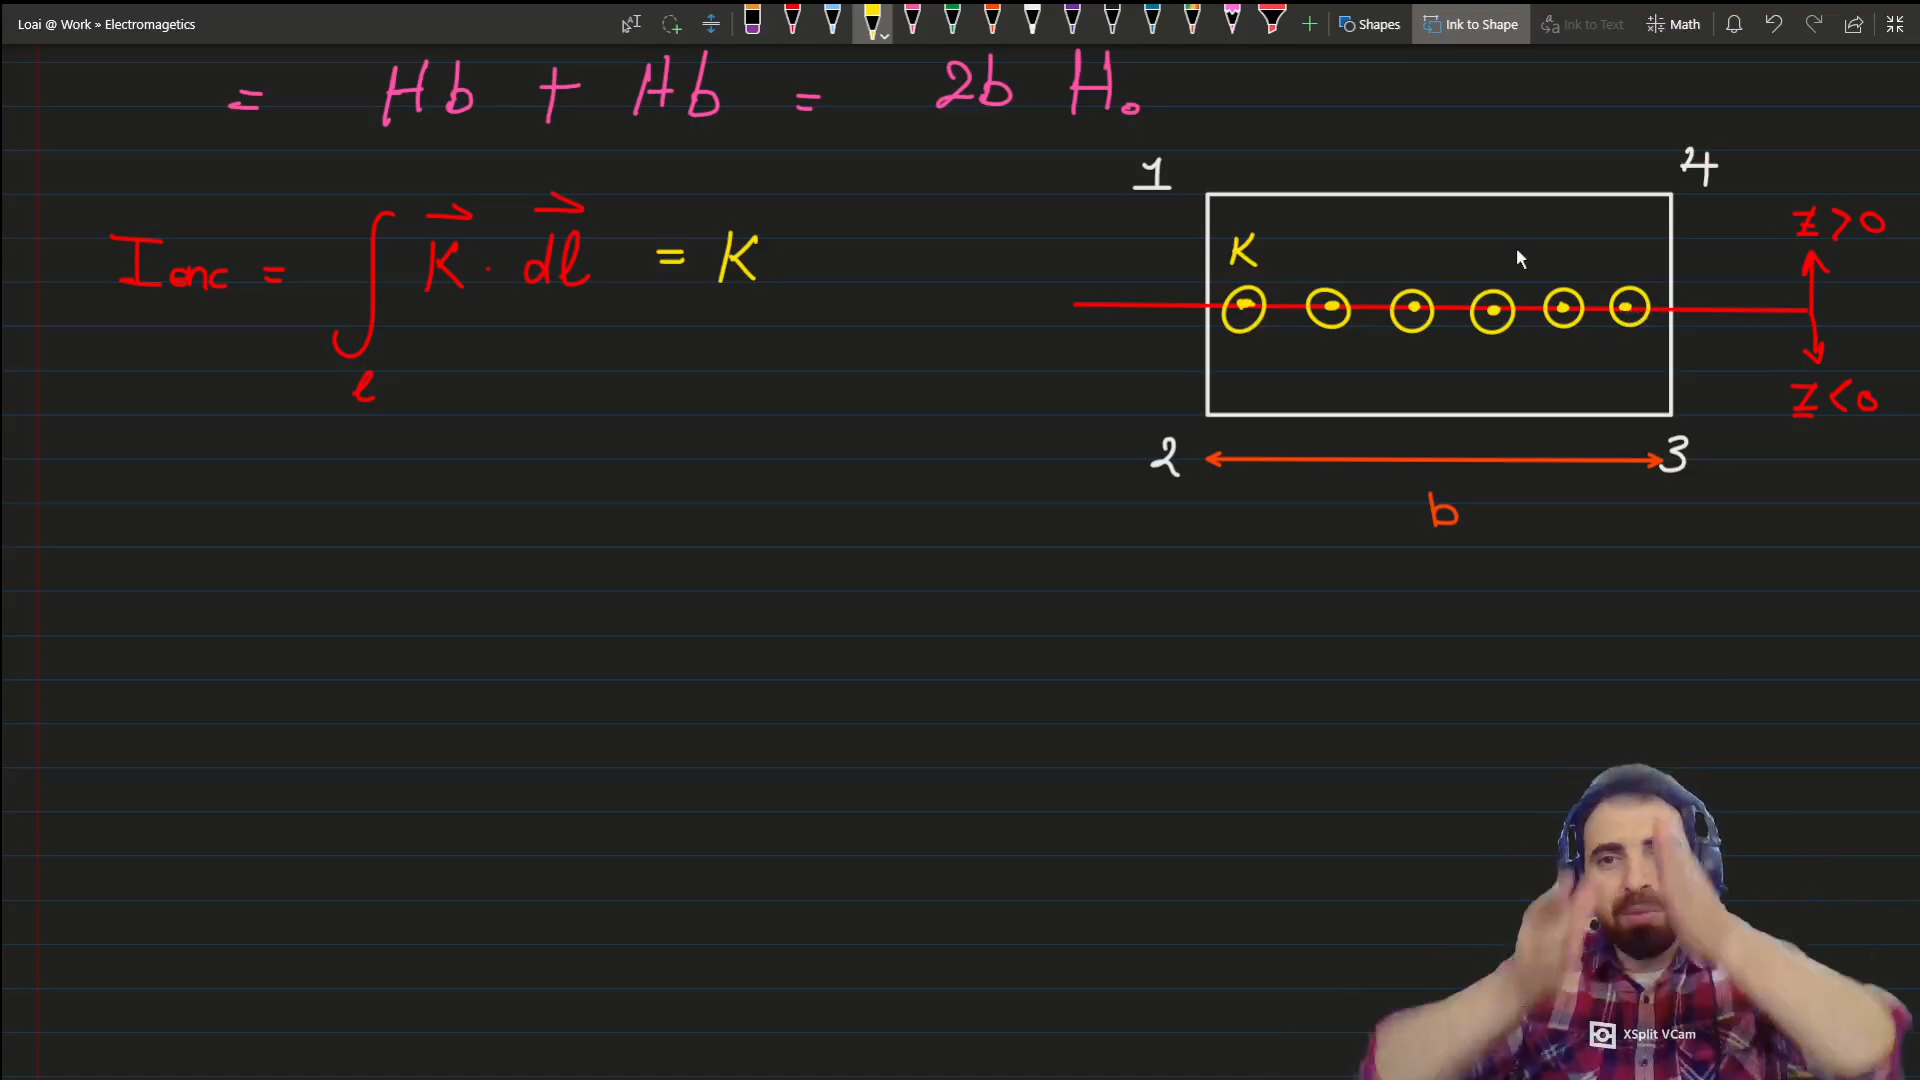 Loai @ Work » Electromagetics
Shapes
Ink to Shape
Ink to Text
Math
= Hb + Hb = 2b H₀
1
4
I enc = ∫ K⃗ · dl⃗ = K
l
K
z > 0
z < 0
2
3
b
XSplit VCam